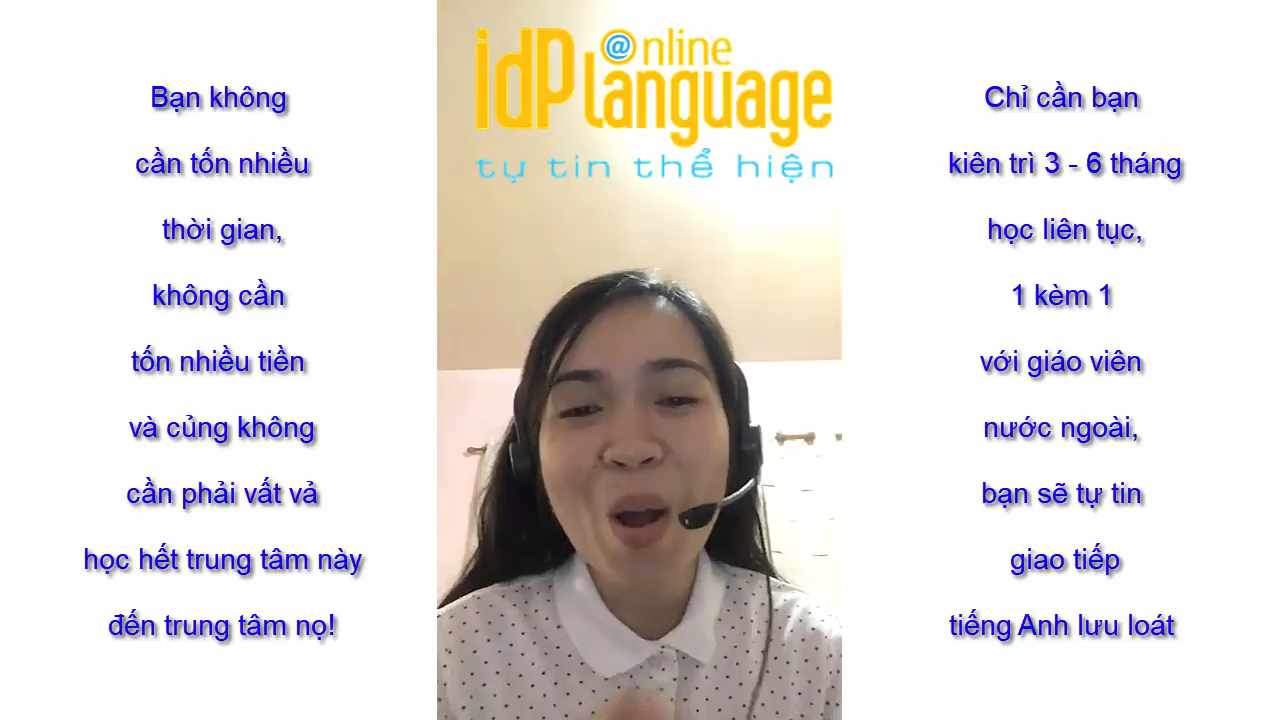 Bạn không
cần tốn nhiều
thời gian,
không cần
tốn nhiều tiền
và củng không
cần phải vất vả
học hết trung tâm này
đến trung tâm nọ!
idP @nline
language
tự tin thể hiện
Chỉ cần bạn
kiên trì 3 - 6 tháng
học liên tục,
1 kèm 1
với giáo viên
nước ngoài,
bạn sẽ tự tin
giao tiếp
tiếng Anh lưu loát